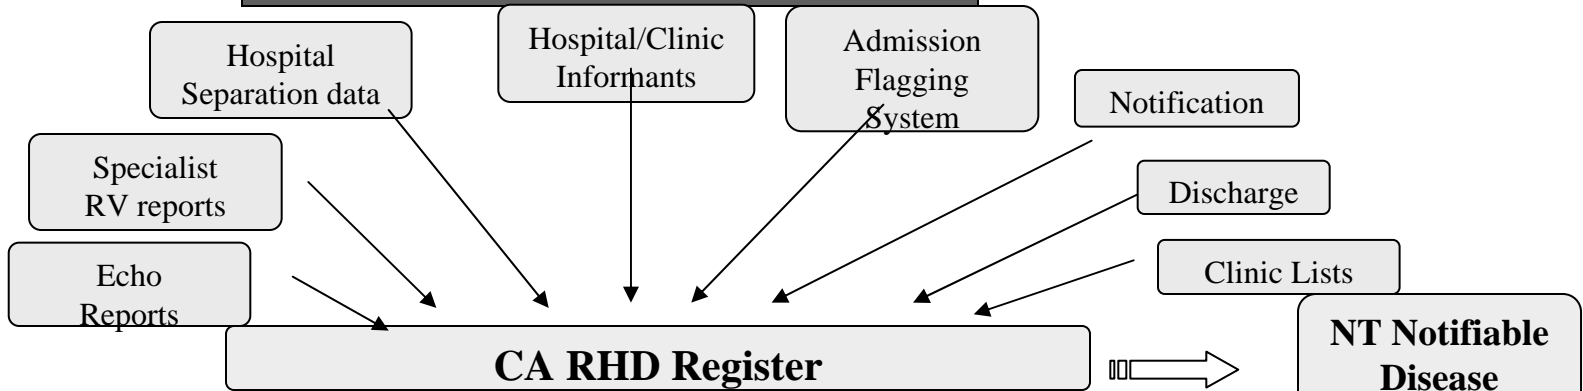 Hospital
Separation data
Hospital/Clinic
Informants
Admission
Flagging
System
Notification
Specialist
RV reports
Discharge
Echo
Reports
Clinic Lists
CA RHD Register
NT Notifiable
Disease